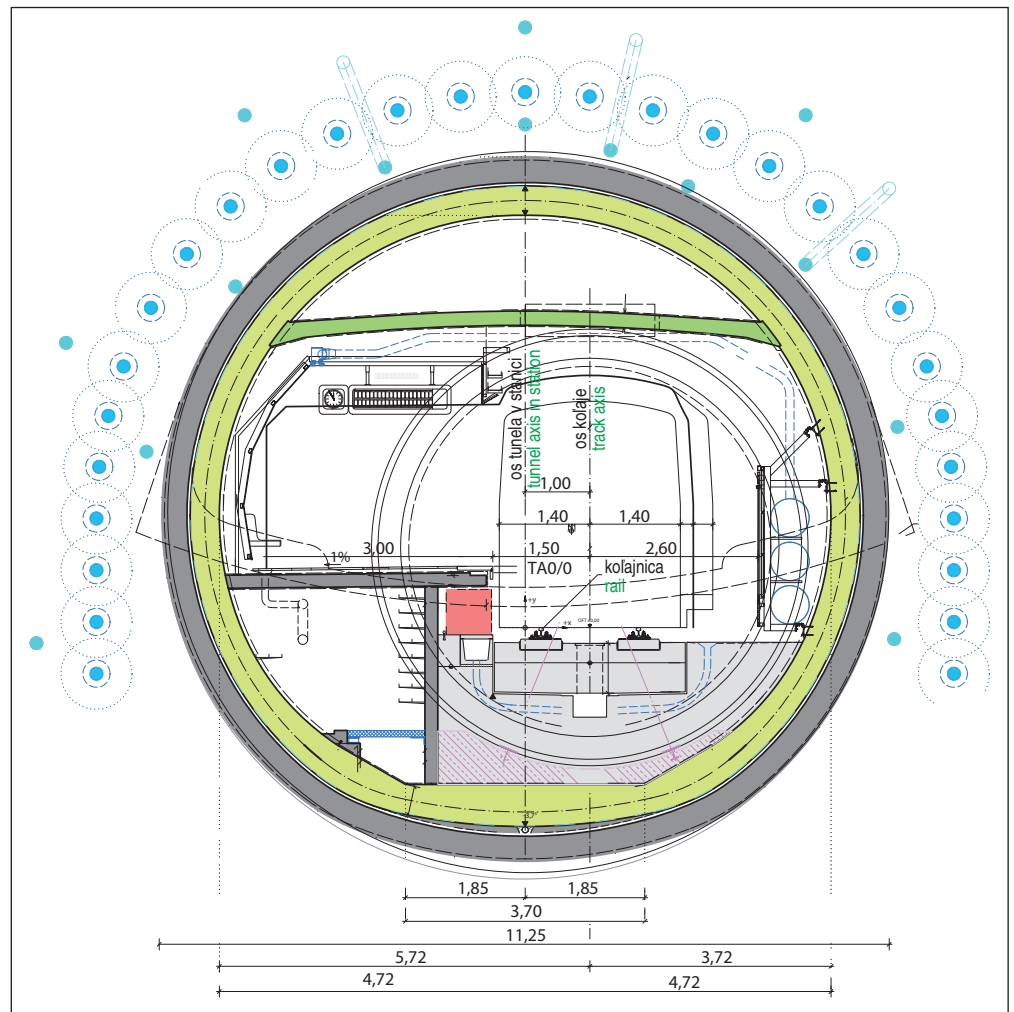 os tunela v stanici
tunnel axis in station
os koľaje
track axis
1,00
1,40
1,40
3,00
1,50
2,60
1%
TA0/0
koľajnica
rail
+y
+x
1,85
1,85
3,70
11,25
5,72
3,72
4,72
4,72